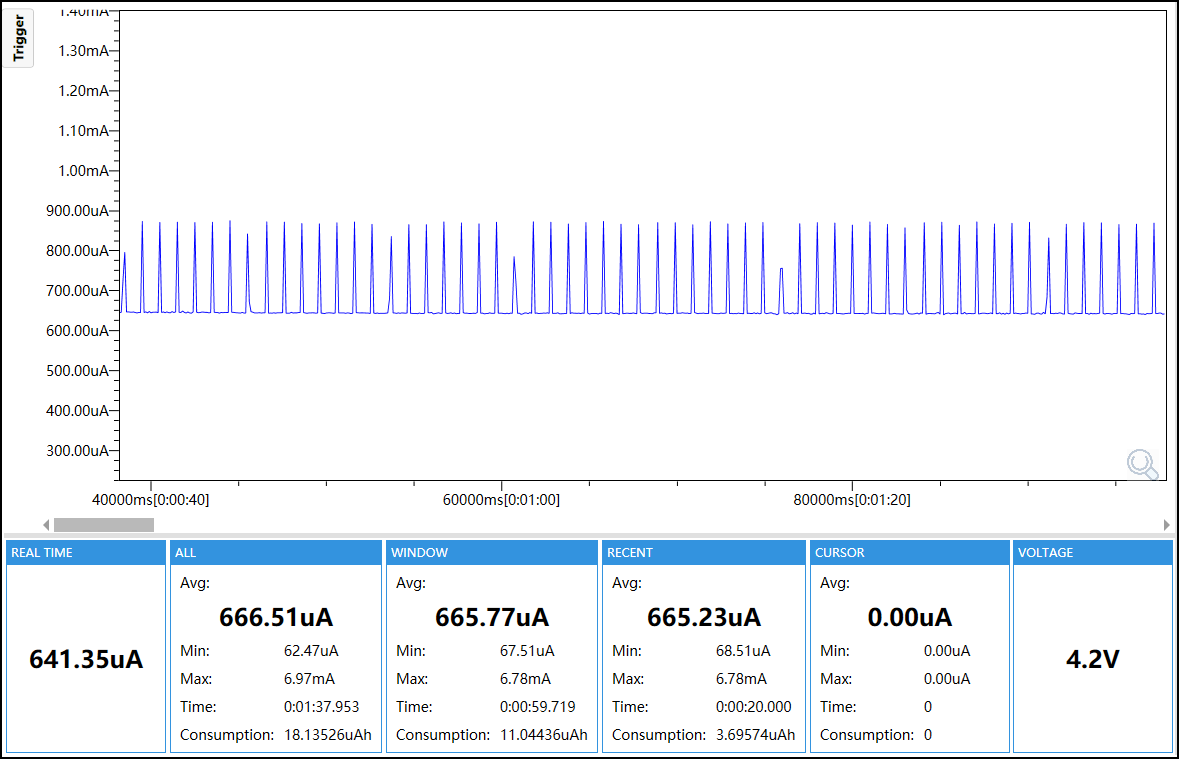 Trigger
1.40mA
1.30mA
1.20mA
1.10mA
1.00mA
900.00uA
800.00uA
700.00uA
600.00uA
500.00uA
400.00uA
300.00uA
40000ms[0:00:40] 60000ms[0:01:00] 80000ms[0:01:20]
REAL TIME
641.35uA
ALL
Avg:
666.51uA
Min: 62.47uA
Max: 6.97mA
Time: 0:01:37.953
Consumption: 18.13526uAh
WINDOW
Avg:
665.77uA
Min: 67.51uA
Max: 6.78mA
Time: 0:00:59.719
Consumption: 11.04436uAh
RECENT
Avg:
665.23uA
Min: 68.51uA
Max: 6.78mA
Time: 0:00:20.000
Consumption: 3.69574uAh
CURSOR
Avg:
0.00uA
Min: 0.00uA
Max: 0.00uA
Time: 0
Consumption: 0
VOLTAGE
4.2V